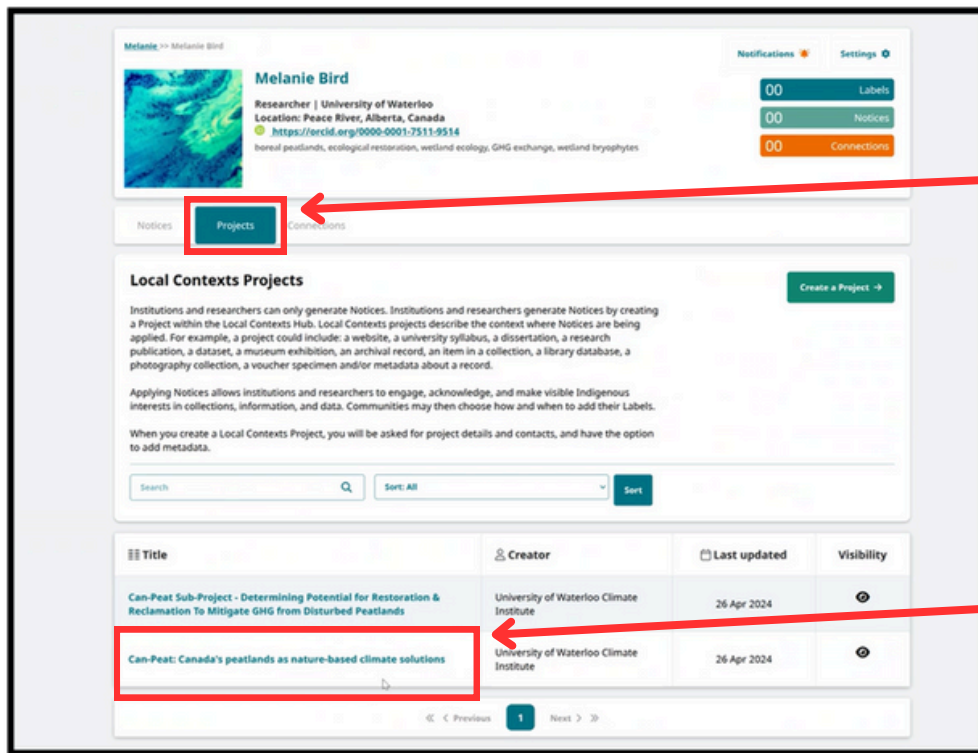 Melanie >> Melanie Bird
Notifications
Settings
Melanie Bird
Researcher | University of Waterloo
Location: Peace River, Alberta, Canada
https://orcid.org/0000-0001-7511-9514
boreal peatlands, ecological restoration, wetland ecology, GHG exchange, wetland bryophytes
00 Labels
00 Notices
00 Connections
Notices
Projects
Connections
Local Contexts Projects
Create a Project →
Institutions and researchers can only generate Notices. Institutions and researchers generate Notices by creating
a Project within the Local Contexts Hub. Local Contexts projects describe the context where Notices are being
applied. For example, a project could include: a website, a university syllabus, a dissertation, a research
publication, a dataset, a museum exhibition, an archival record, an item in a collection, a library database, a
photography collection, a voucher specimen and/or metadata about a record.
Applying Notices allows institutions and researchers to engage, acknowledge, and make visible Indigenous
interests in collections, information, and data. Communities may then choose how and when to add their Labels.
When you create a Local Contexts Project, you will be asked for project details and contacts, and have the option
to add metadata.
Search
Sort: All
Sort
Title
Creator
Last updated
Visibility
Can-Peat Sub-Project - Determining Potential for Restoration &
Reclamation To Mitigate GHG from Disturbed Peatlands
University of Waterloo Climate
Institute
26 Apr 2024
Can-Peat: Canada's peatlands as nature-based climate solutions
University of Waterloo Climate
Institute
26 Apr 2024
« < Previous 1 Next > »